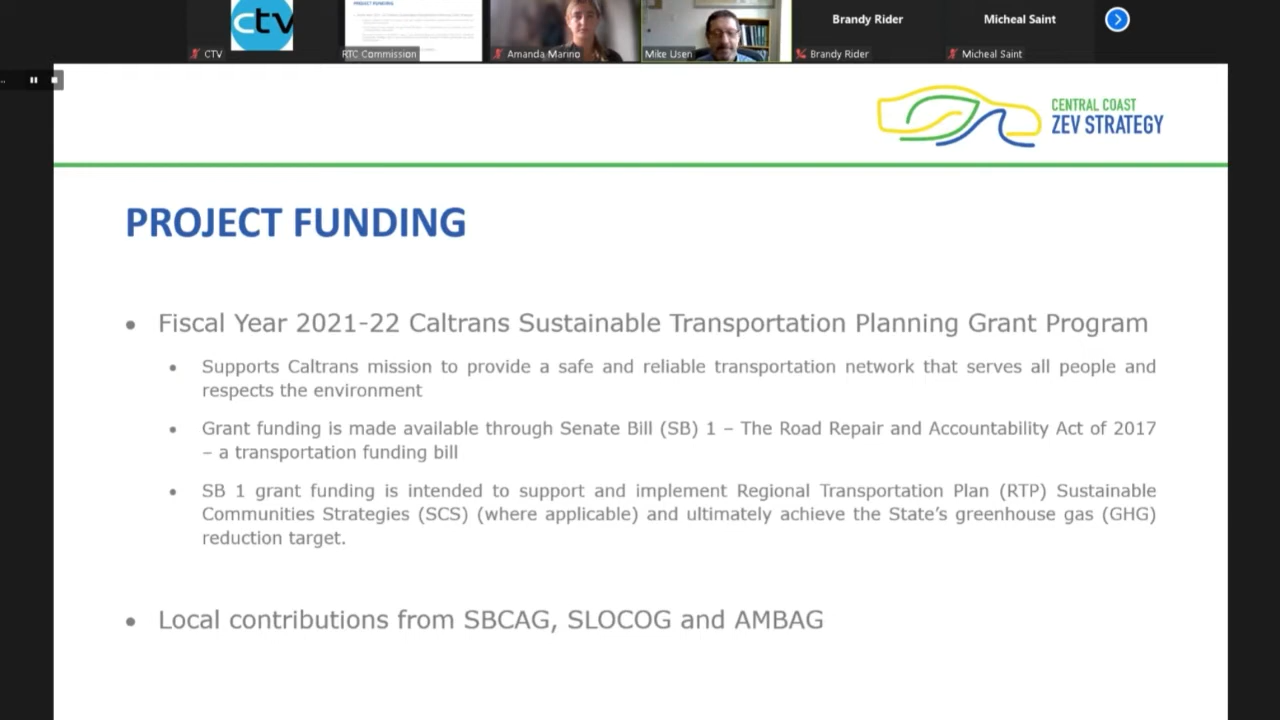 ctv
PROJECT FUNDING
Brandy Rider
Micheal Saint
CTV
RTC Commission
Amanda Marino
Mike Usen
Brandy Rider
Micheal Saint
CENTRAL COAST
ZEV STRATEGY
PROJECT FUNDING
• Fiscal Year 2021-22 Caltrans Sustainable Transportation Planning Grant Program
• Supports Caltrans mission to provide a safe and reliable transportation network that serves all people and
respects the environment
• Grant funding is made available through Senate Bill (SB) 1 – The Road Repair and Accountability Act of 2017
– a transportation funding bill
• SB 1 grant funding is intended to support and implement Regional Transportation Plan (RTP) Sustainable
Communities Strategies (SCS) (where applicable) and ultimately achieve the State’s greenhouse gas (GHG)
reduction target.
• Local contributions from SBCAG, SLOCOG and AMBAG